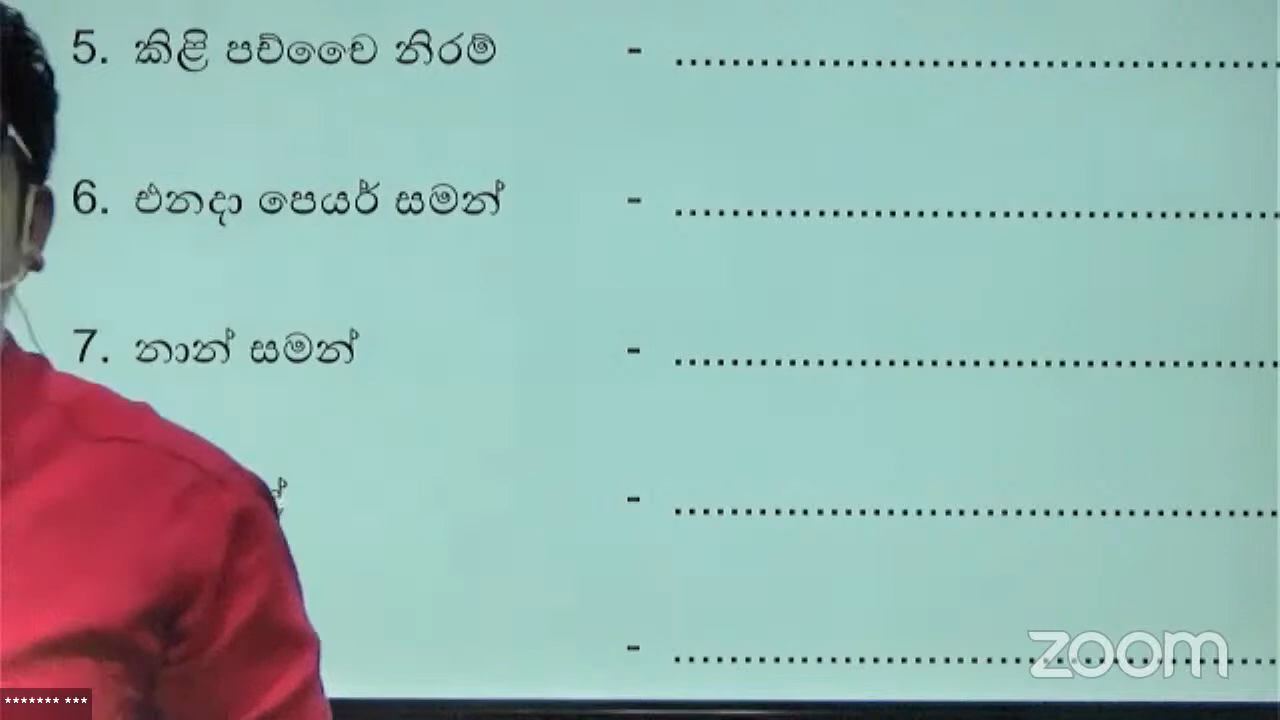 5. කිළි පච්චෛ නිරම් - ............................................
6. එනදා පෙයර් සමන් - ............................................
7. නාන් සමන් - ............................................
- ............................................
- ............................................
zoom
******* ***